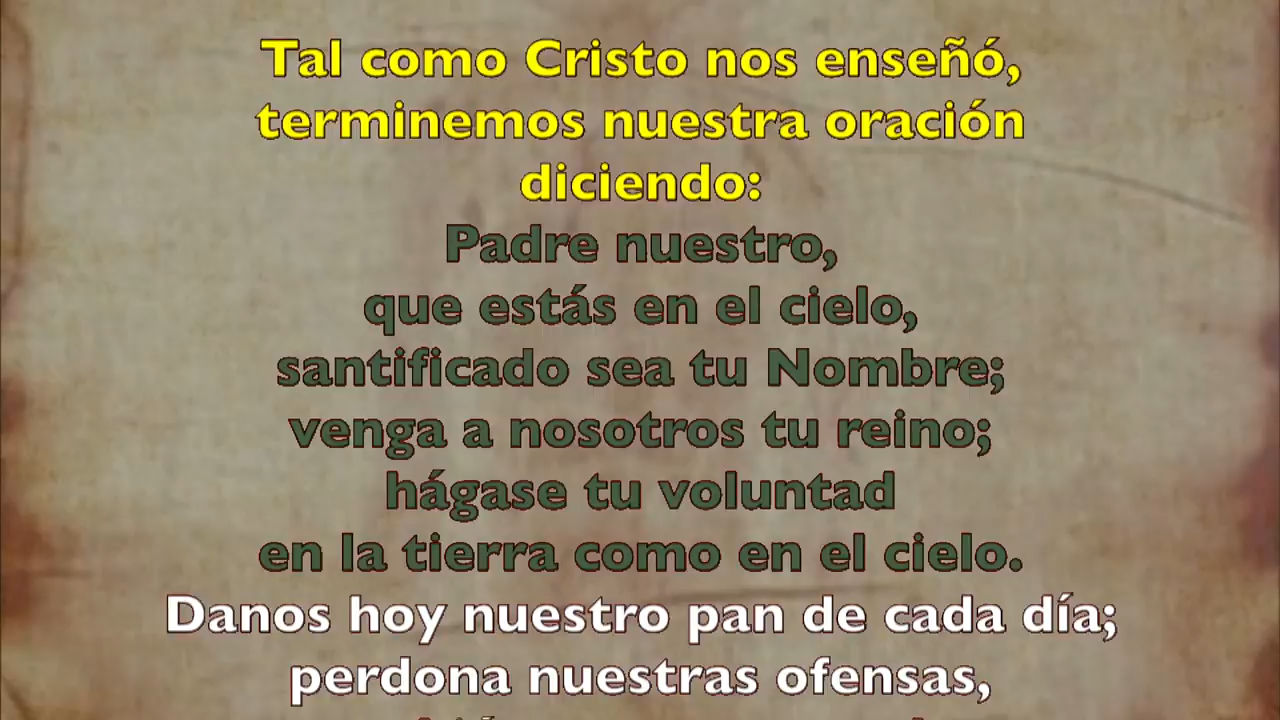 Tal como Cristo nos enseñó,
terminemos nuestra oración
diciendo:
Padre nuestro,
que estás en el cielo,
santificado sea tu Nombre;
venga a nosotros tu reino;
hágase tu voluntad
en la tierra como en el cielo.
Danos hoy nuestro pan de cada día;
perdona nuestras ofensas,